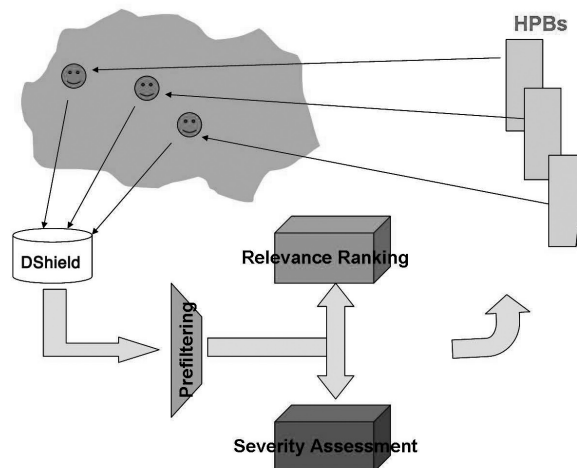 HPBs
DShield
Relevance Ranking
Prefiltering
Severity Assessment